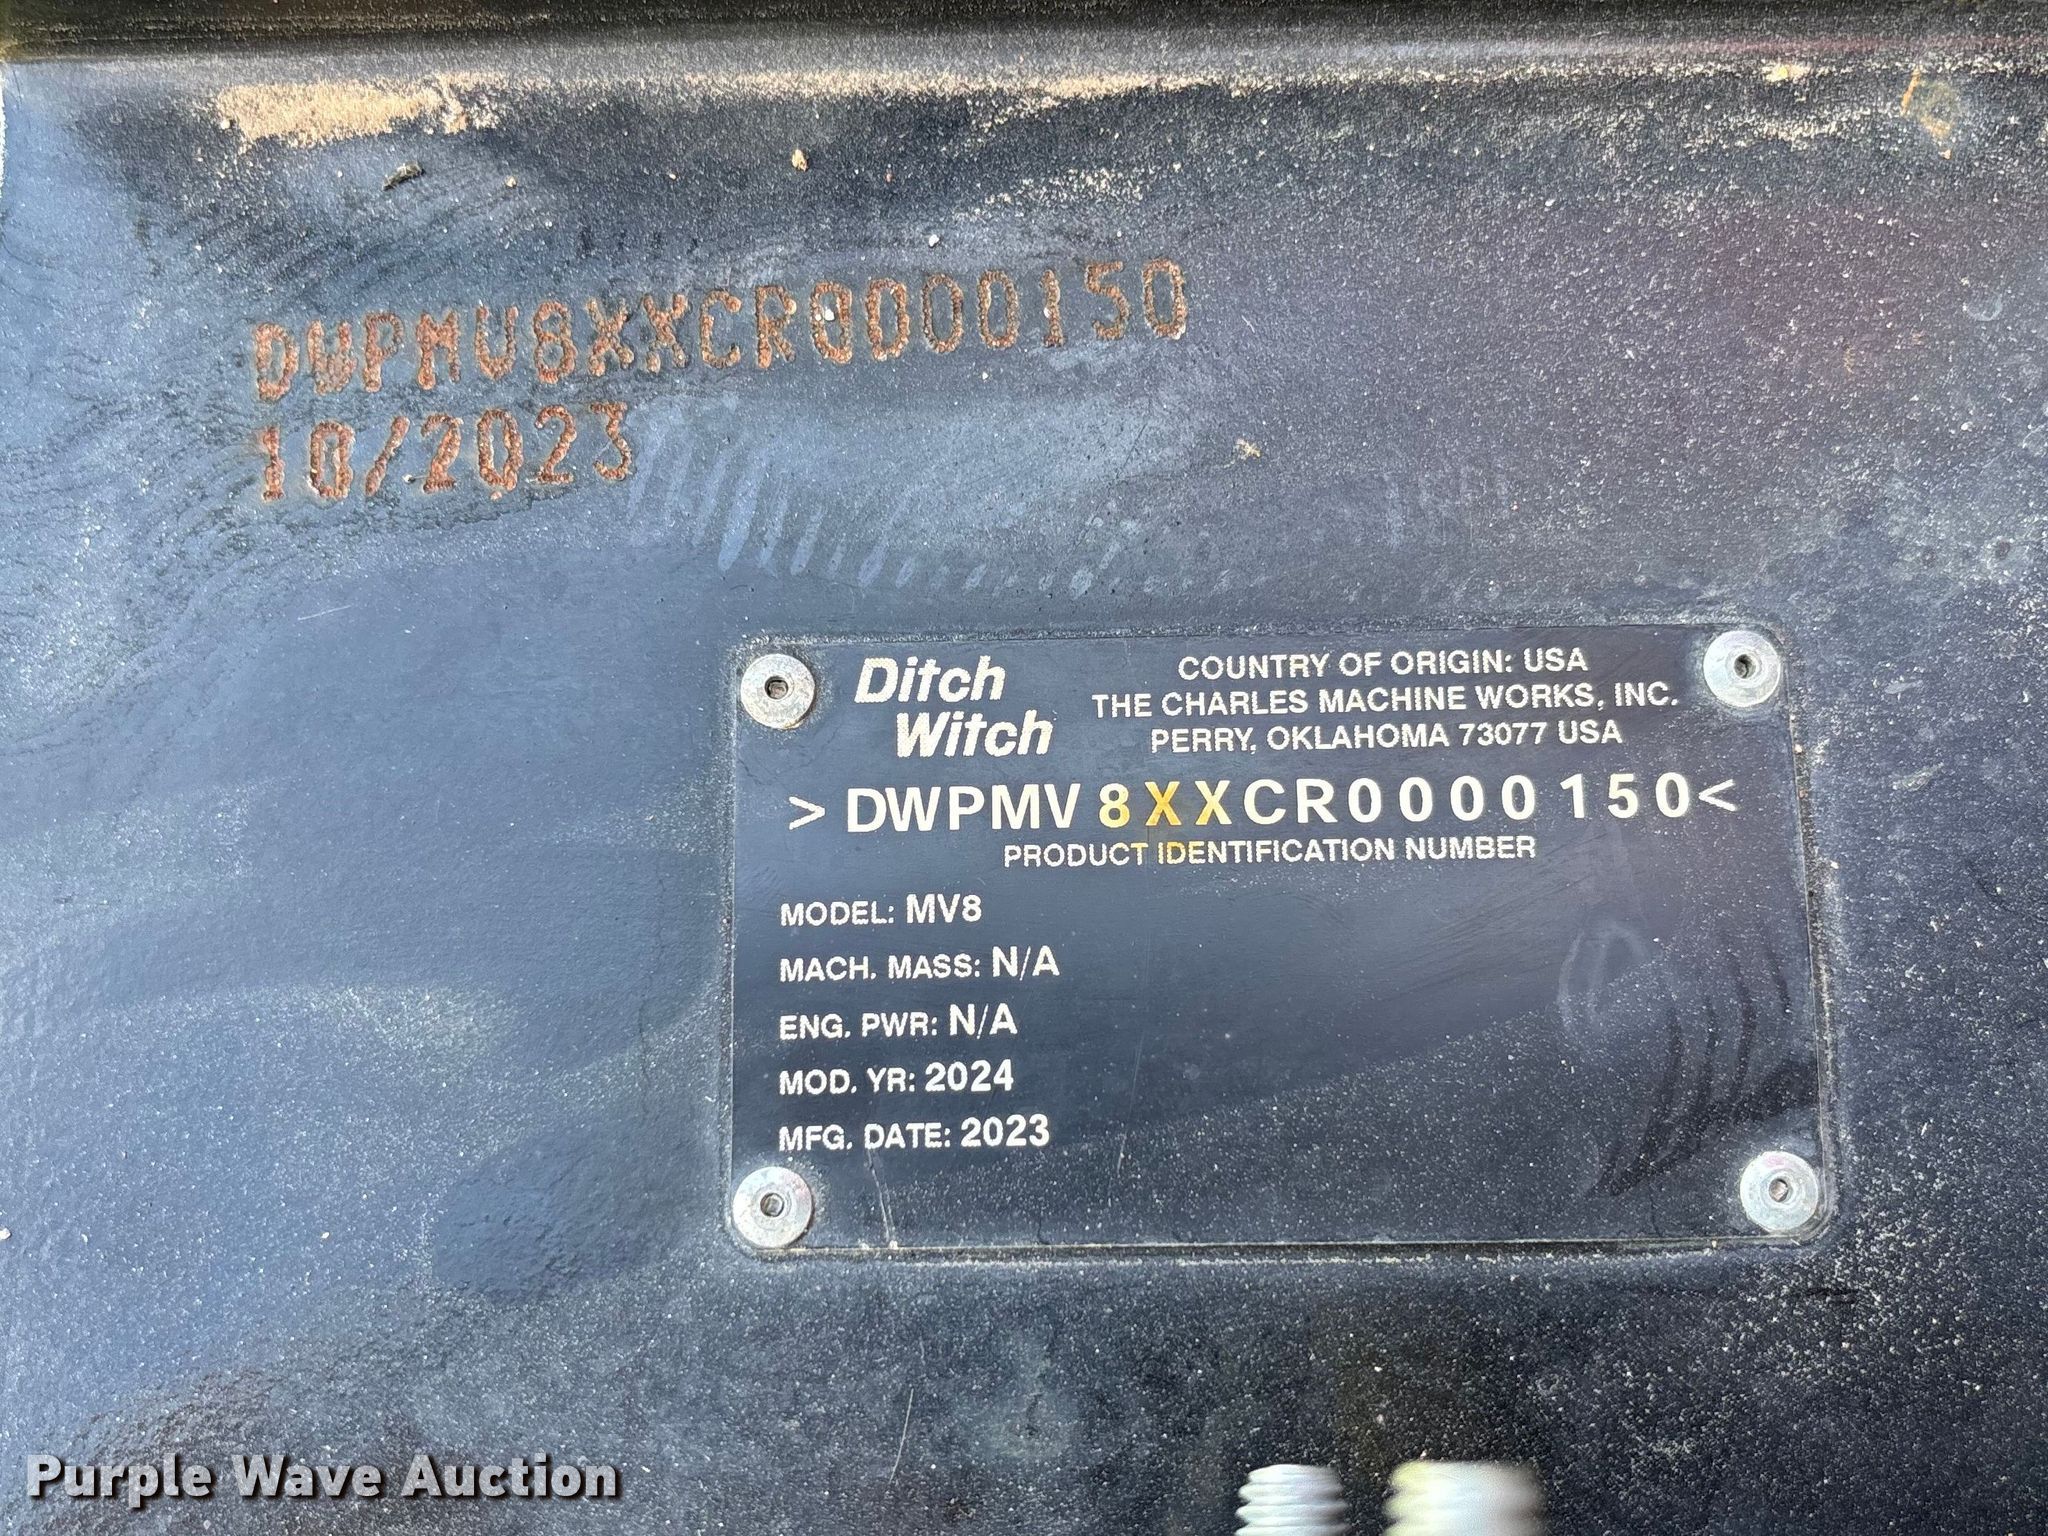 DWPMV8XXCR0000150
10/2023
Ditch
Witch
COUNTRY OF ORIGIN: USA
THE CHARLES MACHINE WORKS, INC.
PERRY, OKLAHOMA 73077 USA
>DWPMV8XXCR0000150<
PRODUCT IDENTIFICATION NUMBER
MODEL: MV8
MACH. MASS: N/A
ENG. PWR: N/A
MOD. YR: 2024
MFG. DATE: 2023
Purple Wave Auction